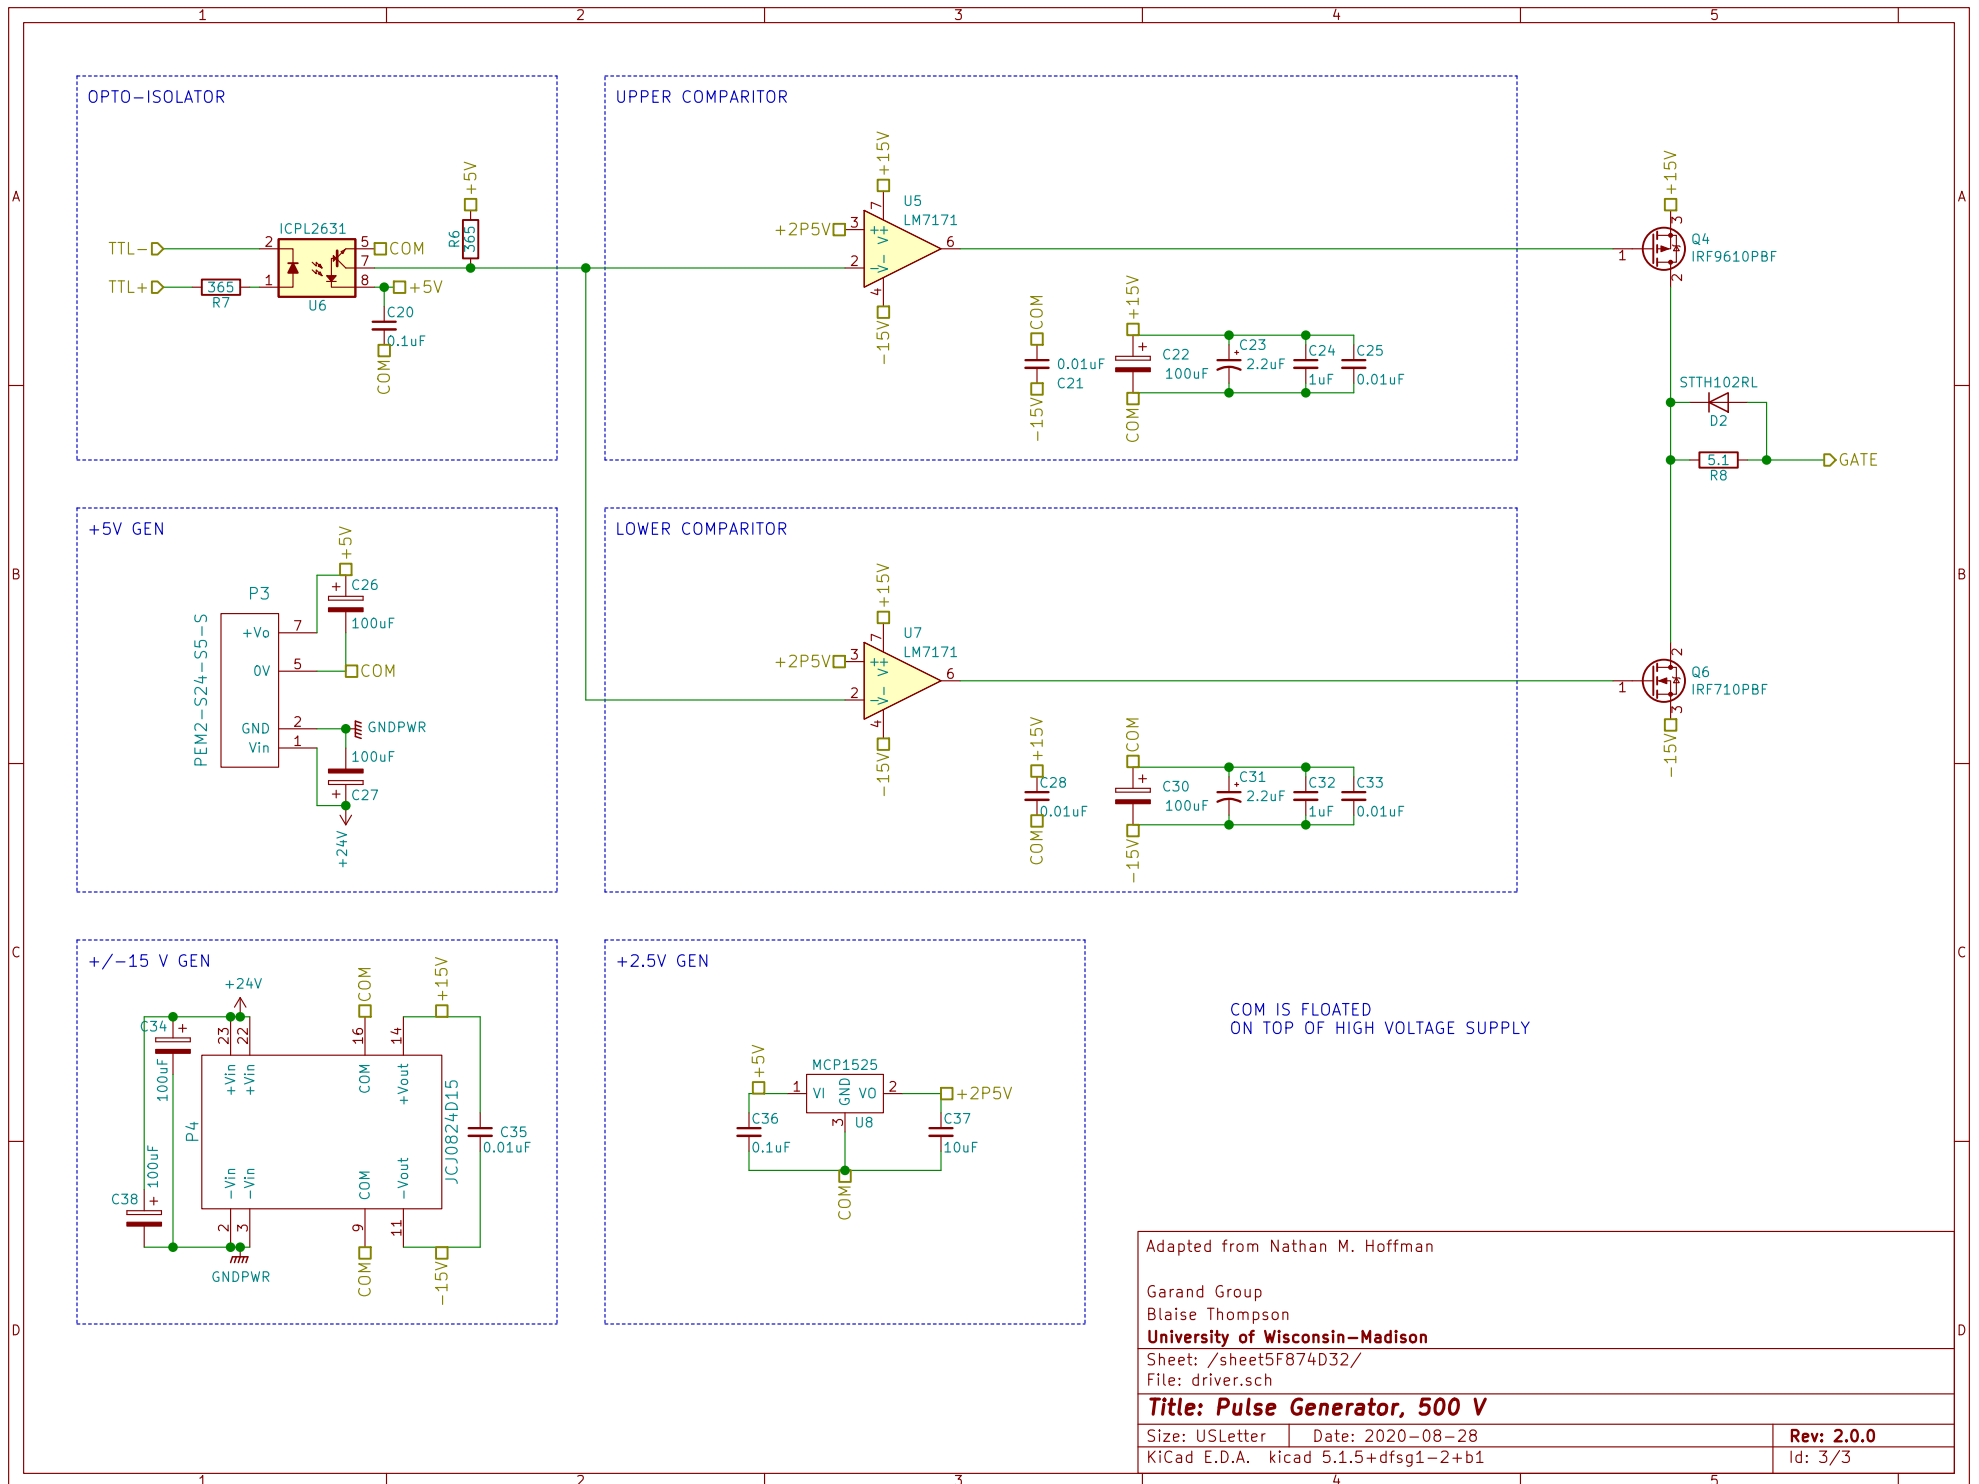 1 2 3 4 5
A A
B B
C C
D D
1 2 3 4 5
OPTO-ISOLATOR
+5V
R6
365
ICPL2631
TTL-
2
5
COM
7
TTL+
365
R7
1
8
+5V
U6
C20
0.1uF
COM
UPPER COMPARITOR
+15V
7
U5
LM7171
+2P5V
3
+
V+
2
-
V-
6
4
-15V
COM
0.01uF
C21
-15V
+15V
+
C22
100uF
COM
+
C23
2.2uF
C24
1uF
C25
0.01uF
+15V
3
Q4
IRF9610PBF
1
2
STTH102RL
D2
5.1
R8
GATE
2
Q6
IRF710PBF
1
3
-15V
+5V GEN
+5V
+
C26
100uF
P3
PEM2-S24-S5-S
+Vo
7
0V
5
COM
GND
2
GNDPWR
Vin
1
100uF
+
C27
+24V
LOWER COMPARITOR
+15V
7
U7
LM7171
+2P5V
3
+
V+
2
-
V-
6
4
-15V
+15V
C28
0.01uF
COM
COM
+
C30
100uF
-15V
+
C31
2.2uF
C32
1uF
C33
0.01uF
+/-15 V GEN
+24V
C34
+
100uF
23
22
COM
16
14
+15V
+Vin
+Vin
COM
+Vout
P4
JCJ0824D15
C35
0.01uF
C38
+
100uF
-Vin
-Vin
COM
-Vout
2
3
9
11
GNDPWR
COM
-15V
+2.5V GEN
+5V
MCP1525
1
VI
GND
VO
2
+2P5V
3
U8
C36
0.1uF
C37
10uF
COM
COM IS FLOATED
ON TOP OF HIGH VOLTAGE SUPPLY
Adapted from Nathan M. Hoffman
Garand Group
Blaise Thompson
University of Wisconsin-Madison
Sheet: /sheet5F874D32/
File: driver.sch
Title: Pulse Generator, 500 V
Size: USLetter Date: 2020-08-28 Rev: 2.0.0
KiCad E.D.A. kicad 5.1.5+dfsg1-2+b1 Id: 3/3